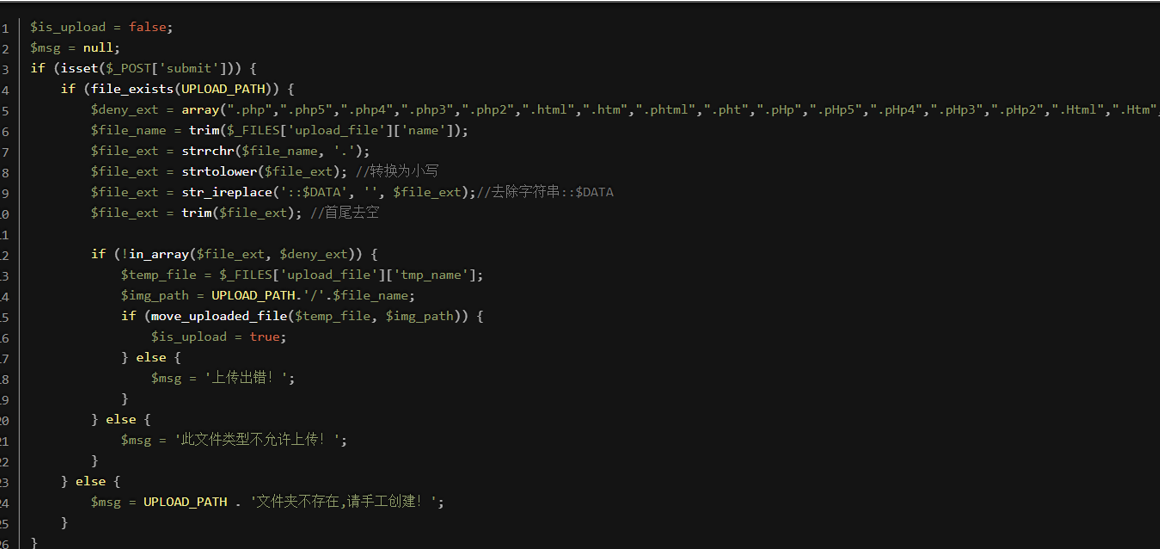 1 $is_upload = false;
2 $msg = null;
3 if (isset($_POST['submit'])) {
4 if (file_exists(UPLOAD_PATH)) {
5 $deny_ext = array(".php",".php5",".php4",".php3",".php2",".html",".htm",".phtml",".pht",".pHp",".pHp5",".pHp4",".pHp3",".pHp2",".Html",".Htm",
6 $file_name = trim($_FILES['upload_file']['name']);
7 $file_ext = strrchr($file_name, '.');
8 $file_ext = strtolower($file_ext); //转换为小写
9 $file_ext = str_ireplace('::$DATA', '', $file_ext);//去除字符串::$DATA
10 $file_ext = trim($file_ext); //首尾去空
11
12 if (!in_array($file_ext, $deny_ext)) {
13 $temp_file = $_FILES['upload_file']['tmp_name'];
14 $img_path = UPLOAD_PATH.'/'.$file_name;
15 if (move_uploaded_file($temp_file, $img_path)) {
16 $is_upload = true;
17 } else {
18 $msg = '上传出错！';
19 }
20 } else {
21 $msg = '此文件类型不允许上传！';
22 }
23 } else {
24 $msg = UPLOAD_PATH . '文件夹不存在,请手工创建！';
25 }
26 }